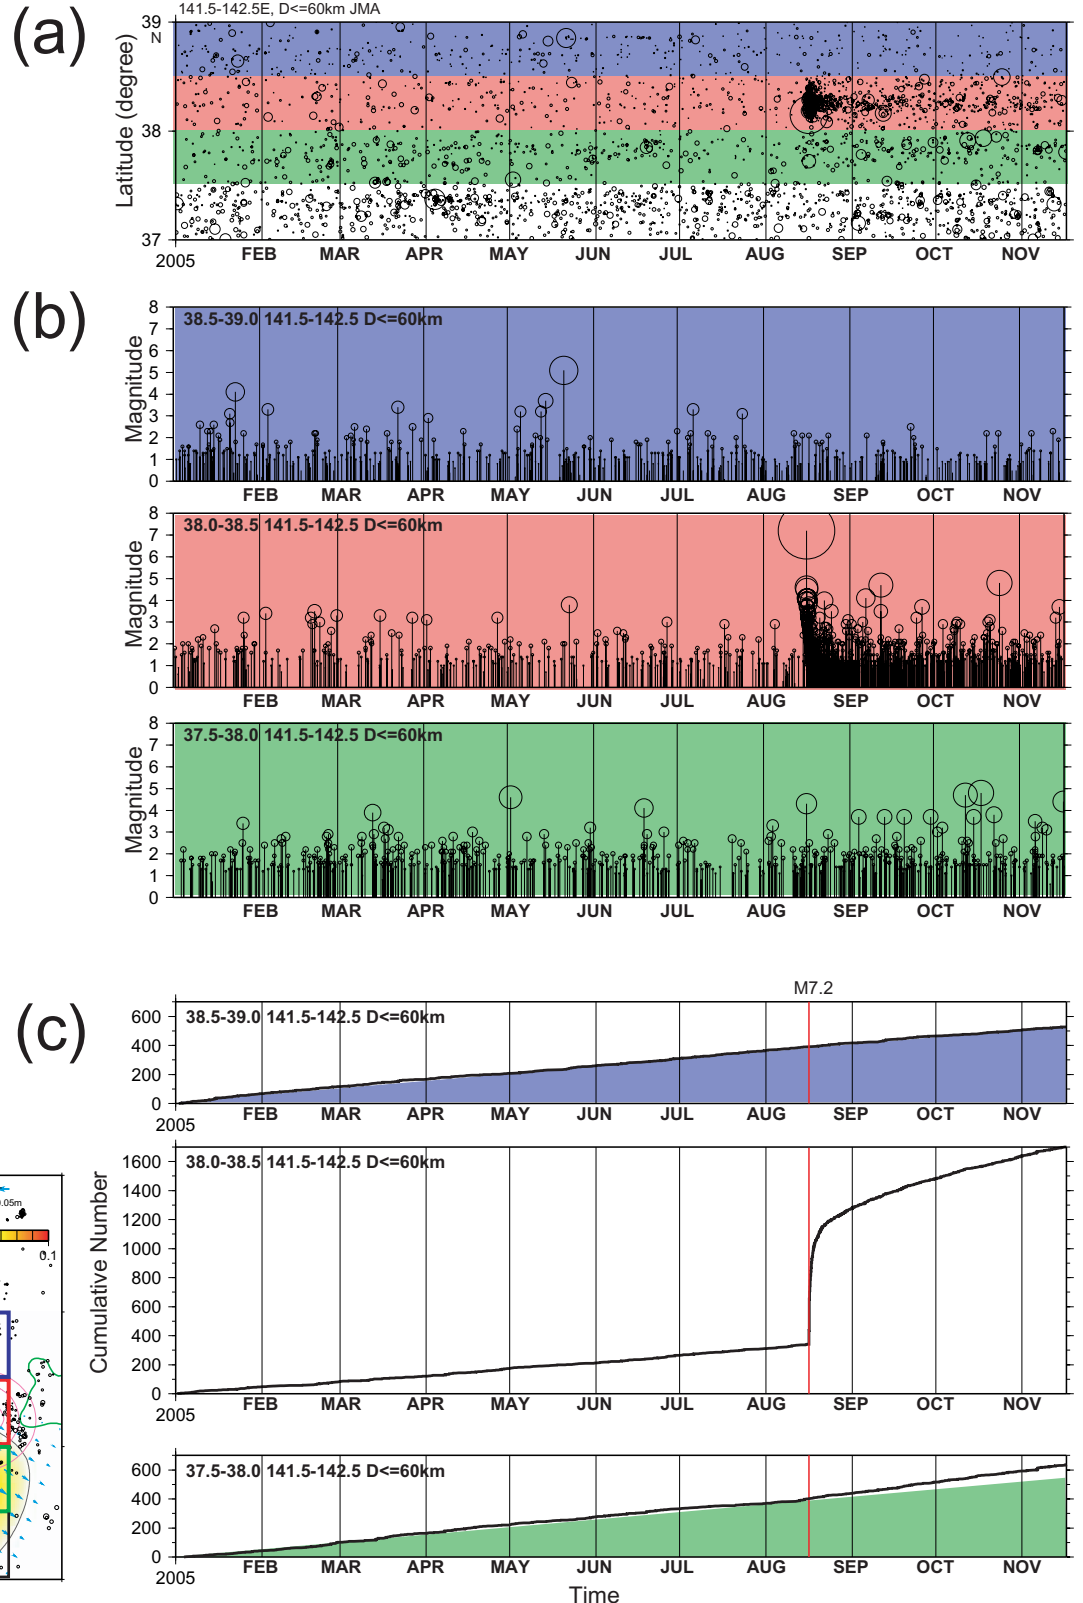 (a)
141.5-142.5E, D<=60km JMA
39
N
38
37
Latitude (degree)
2005
FEB MAR APR MAY JUN JUL AUG SEP OCT NOV
(b)
8
7
6
5
4
3
2
1
0
Magnitude
38.5-39.0 141.5-142.5 D<=60km
FEB MAR APR MAY JUN JUL AUG SEP OCT NOV
8
7
6
5
4
3
2
1
0
Magnitude
38.0-38.5 141.5-142.5 D<=60km
FEB MAR APR MAY JUN JUL AUG SEP OCT NOV
8
7
6
5
4
3
2
1
0
Magnitude
37.5-38.0 141.5-142.5 D<=60km
FEB MAR APR MAY JUN JUL AUG SEP OCT NOV
(c)
M7.2
600
400
200
0
38.5-39.0 141.5-142.5 D<=60km
2005
FEB MAR APR MAY JUN JUL AUG SEP OCT NOV
1600
1400
1200
1000
800
600
400
200
0
Cumulative Number
38.0-38.5 141.5-142.5 D<=60km
2005
FEB MAR APR MAY JUN JUL AUG SEP OCT NOV
600
400
200
0
37.5-38.0 141.5-142.5 D<=60km
2005
FEB MAR APR MAY JUN JUL AUG SEP OCT NOV
Time
0.05m
0.1